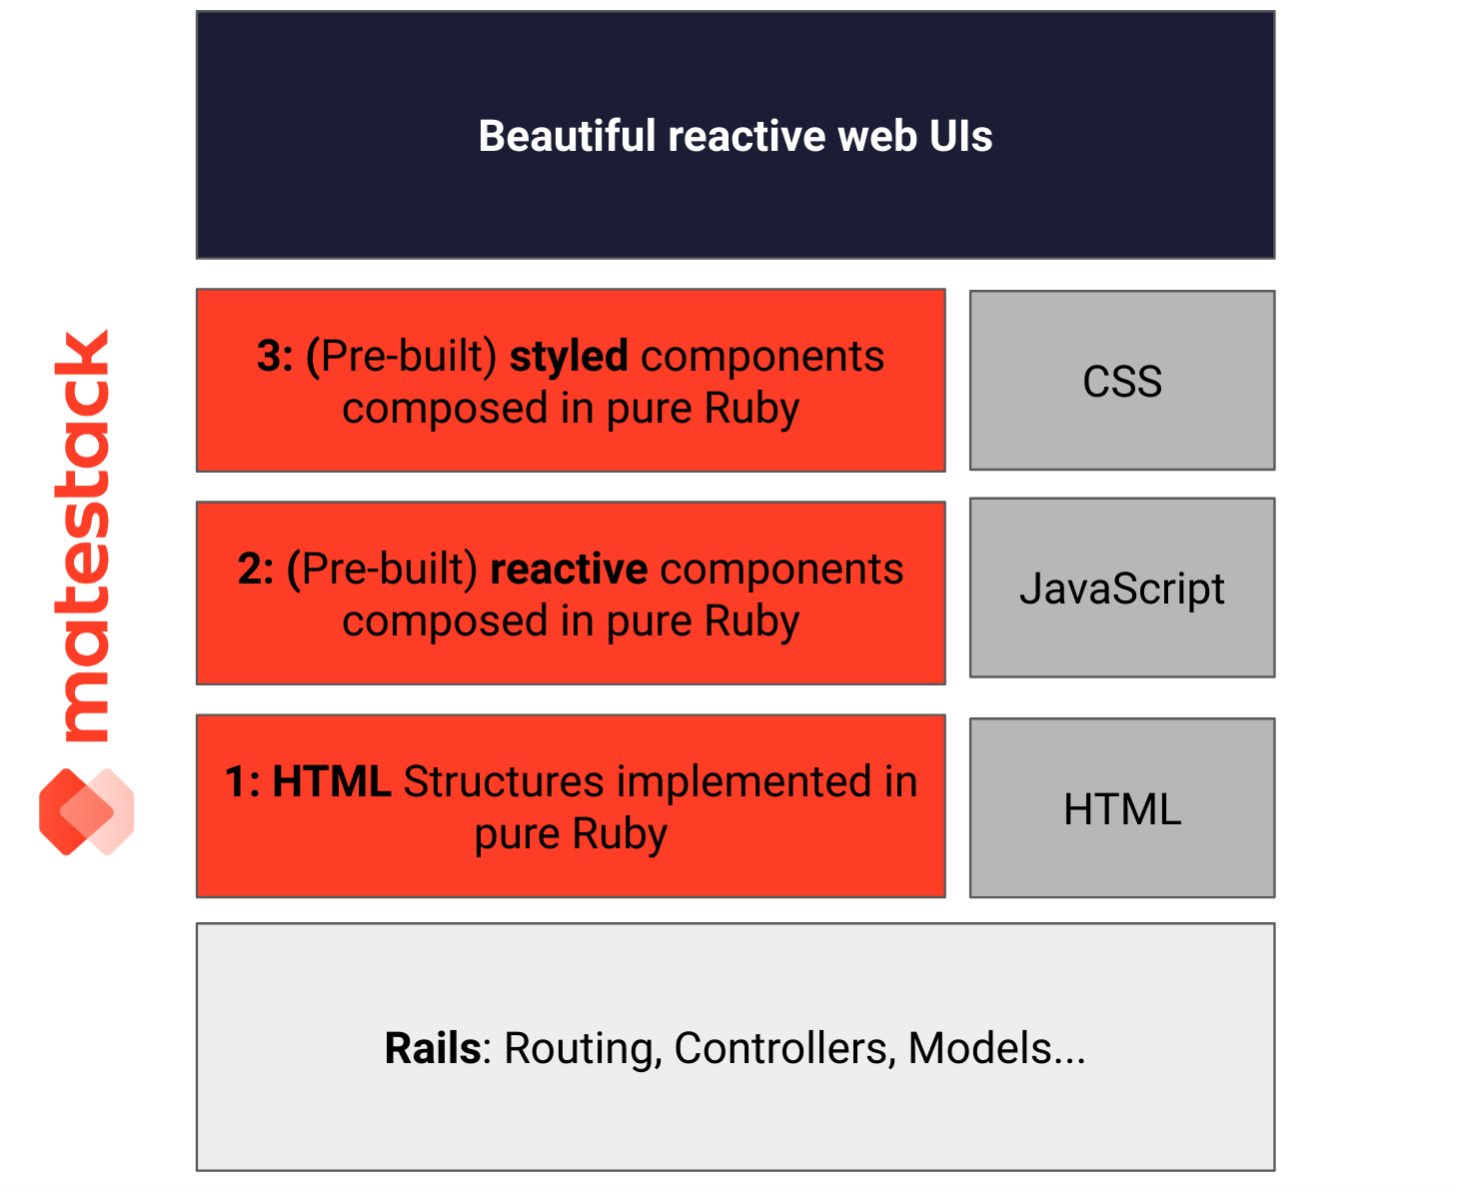 Beautiful reactive web UIs
3: (Pre-built) styled components
composed in pure Ruby
CSS
2: (Pre-built) reactive components
composed in pure Ruby
JavaScript
1: HTML Structures implemented in
pure Ruby
HTML
Rails: Routing, Controllers, Models...
matestack